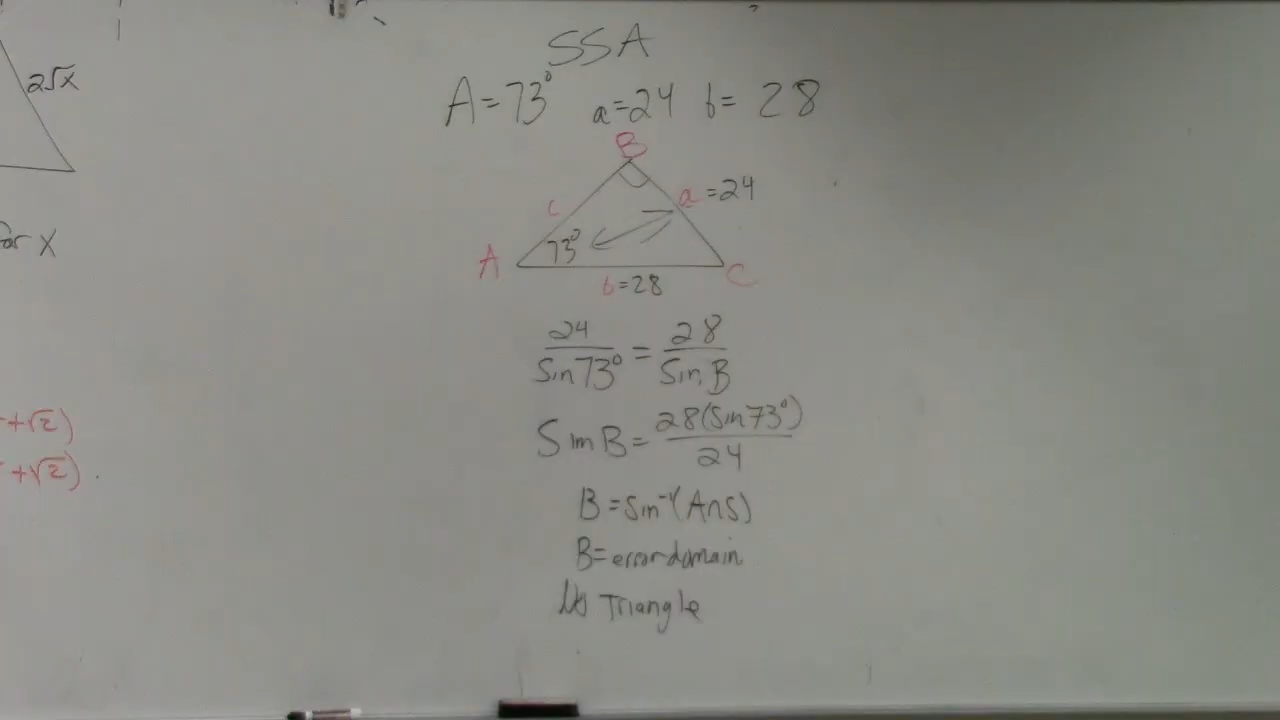 2√x
for x
+√2)
+√2)
SSA
A=73° a=24 b= 28
B
c
a =24
73°
A
b=28
C
24/Sin73° = 28/Sin B
Sin B = 28(Sin73°)/24
B = Sin⁻¹(Ans)
B= error domain
No Triangle